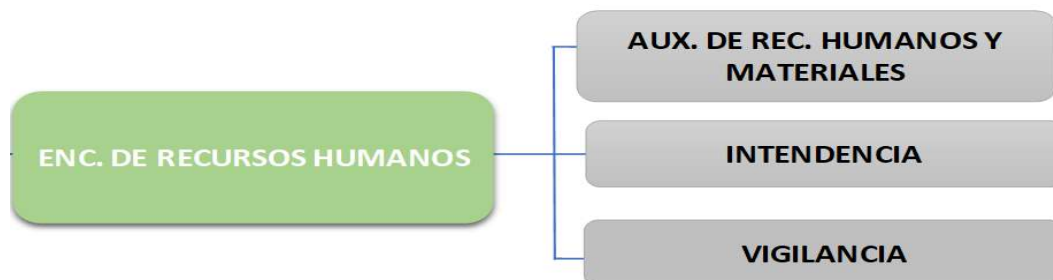 ENC. DE RECURSOS HUMANOS
AUX. DE REC. HUMANOS Y
MATERIALES
INTENDENCIA
VIGILANCIA